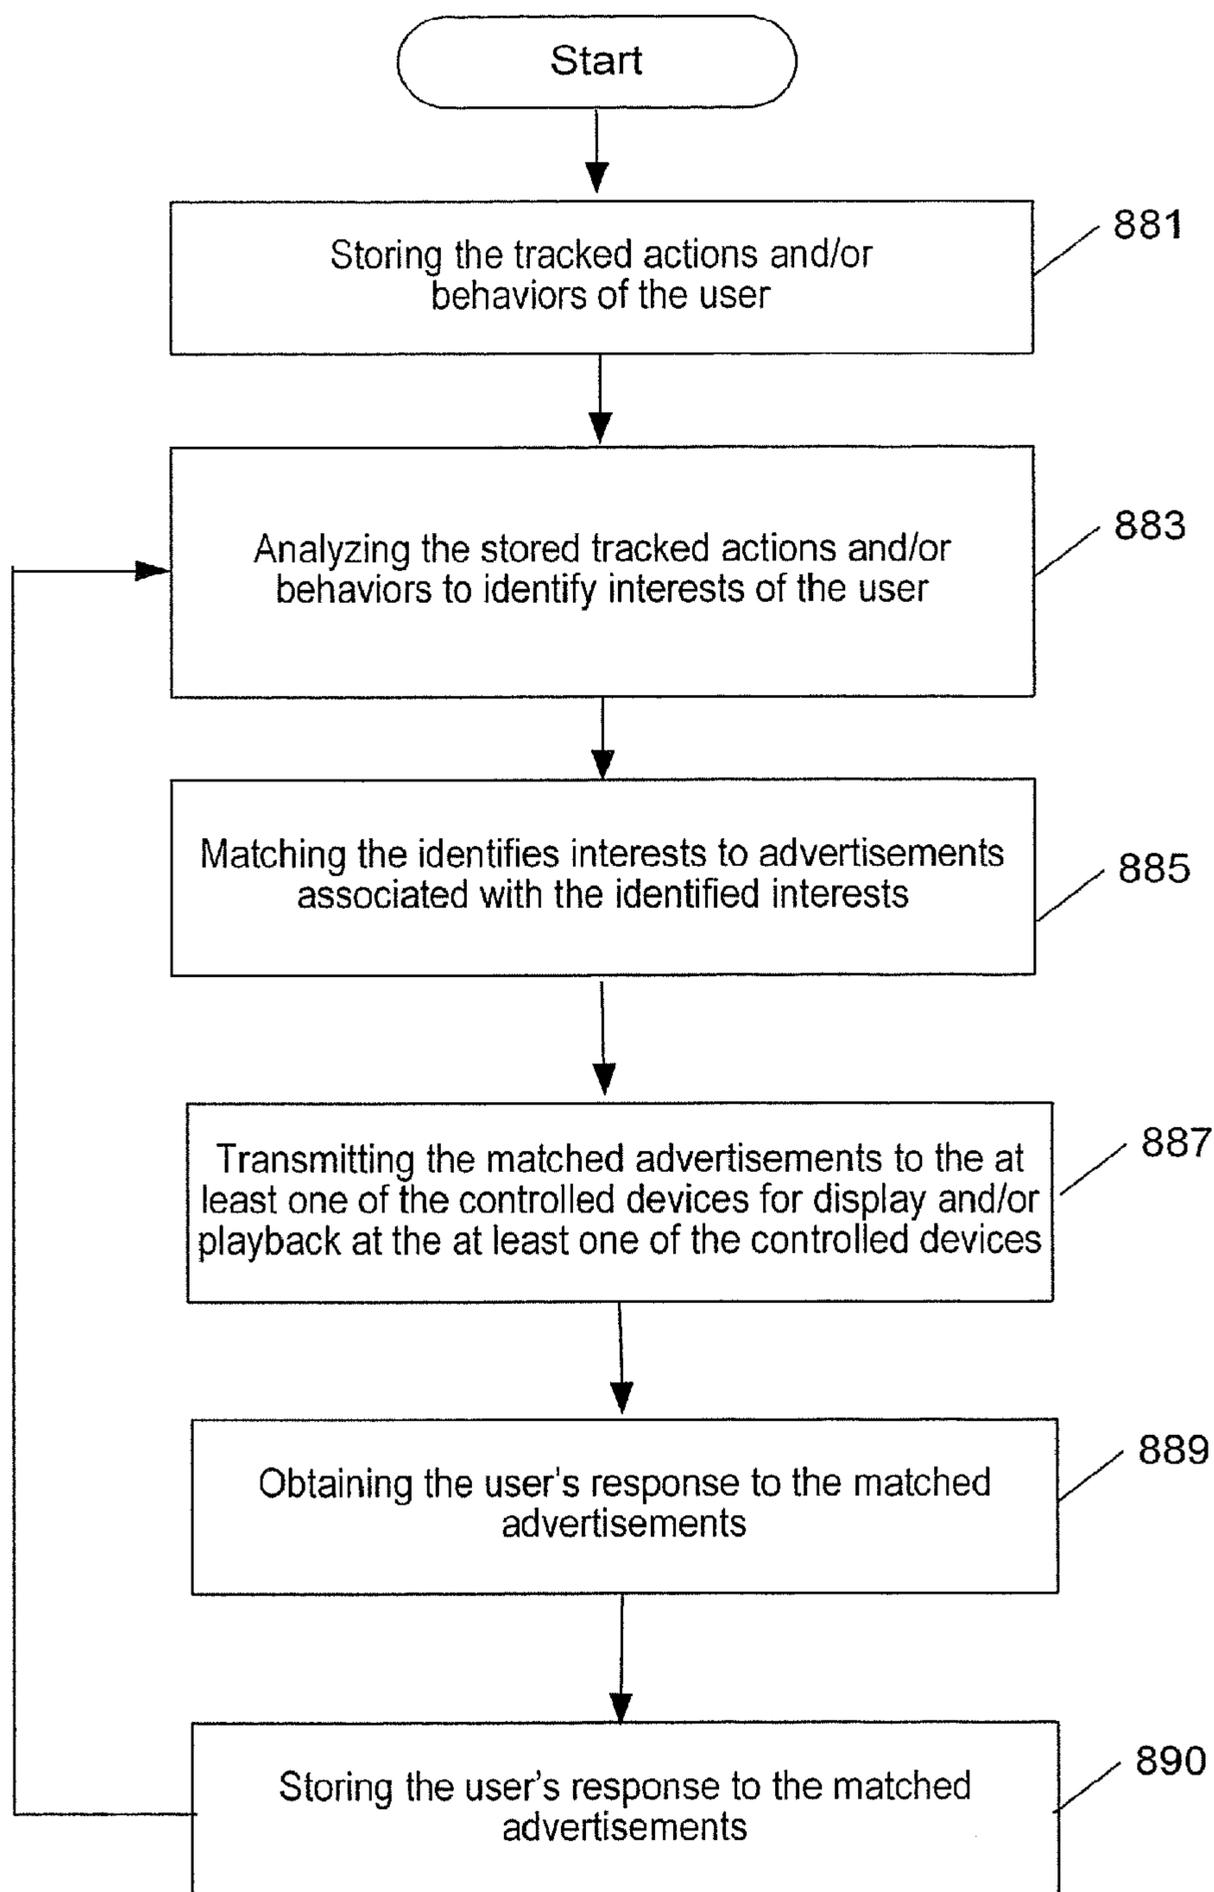 Start
881
Storing the tracked actions and/or
behaviors of the user
883
Analyzing the stored tracked actions and/or
behaviors to identify interests of the user
885
Matching the identifies interests to advertisements
associated with the identified interests
887
Transmitting the matched advertisements to the at
least one of the controlled devices for display and/or
playback at the at least one of the controlled devices
889
Obtaining the user's response to the matched
advertisements
890
Storing the user's response to the matched
advertisements